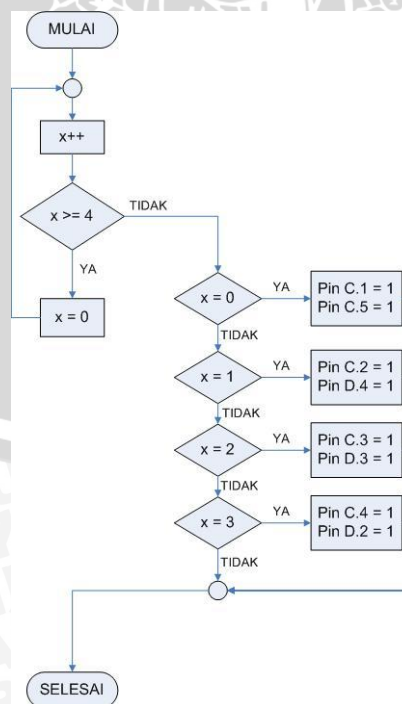 MULAI
x++
x >= 4
TIDAK
YA
x = 0
x = 0
YA
Pin C.1 = 1
Pin C.5 = 1
TIDAK
x = 1
YA
Pin C.2 = 1
Pin D.4 = 1
TIDAK
x = 2
YA
Pin C.3 = 1
Pin D.3 = 1
TIDAK
x = 3
YA
Pin C.4 = 1
Pin D.2 = 1
TIDAK
SELESAI